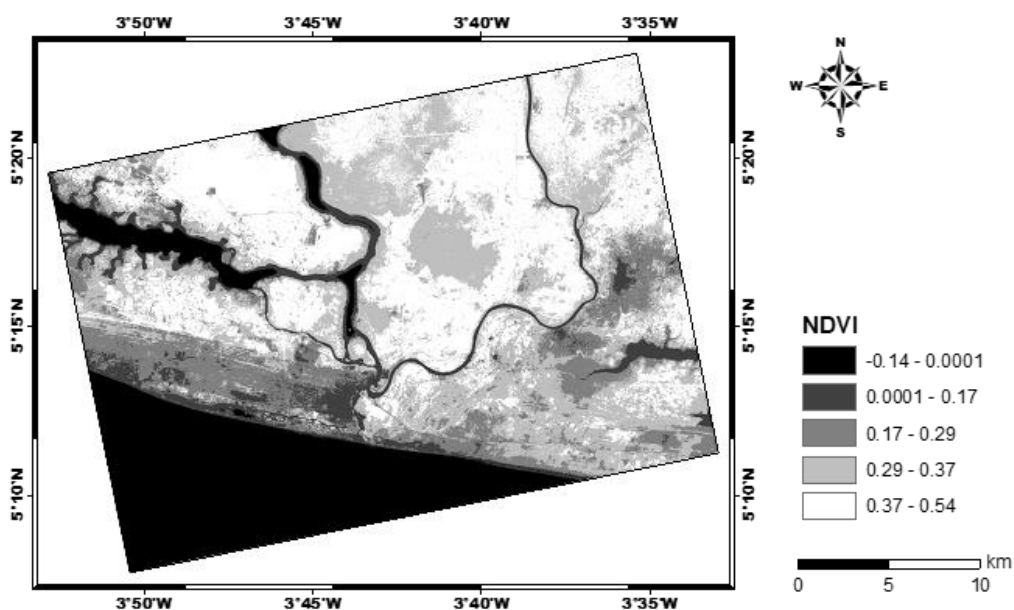 3°50'W 3°45'W 3°40'W 3°35'W
N
W E
S
5°20'N 5°20'N
5°15'N 5°15'N
5°10'N 5°10'N
NDVI
-0.14 - 0.0001
0.0001 - 0.17
0.17 - 0.29
0.29 - 0.37
0.37 - 0.54
km
0 5 10
3°50'W 3°45'W 3°40'W 3°35'W